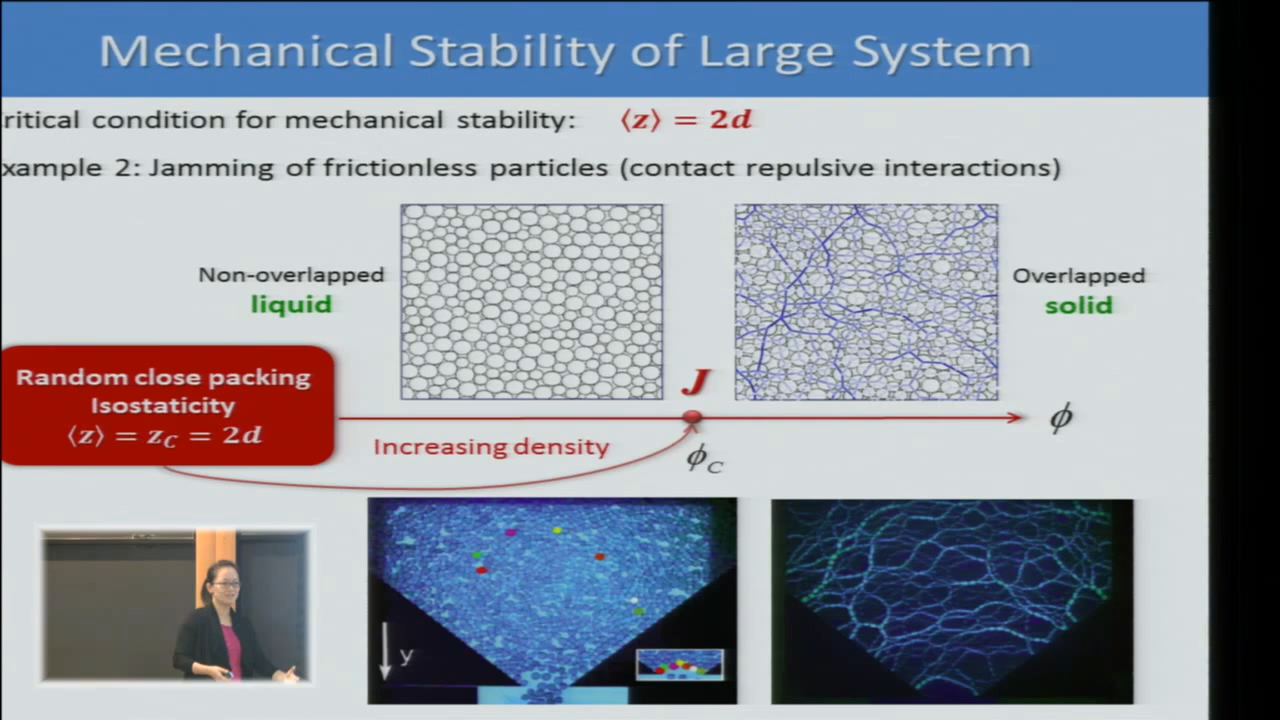 Mechanical Stability of Large System
ritical condition for mechanical stability: ⟨z⟩ = 2d
xample 2: Jamming of frictionless particles (contact repulsive interactions)
Non-overlapped
liquid
Overlapped
solid
Random close packing
Isostaticity
⟨z⟩ = z_C = 2d
J
ϕ
Increasing density
ϕ_C
y